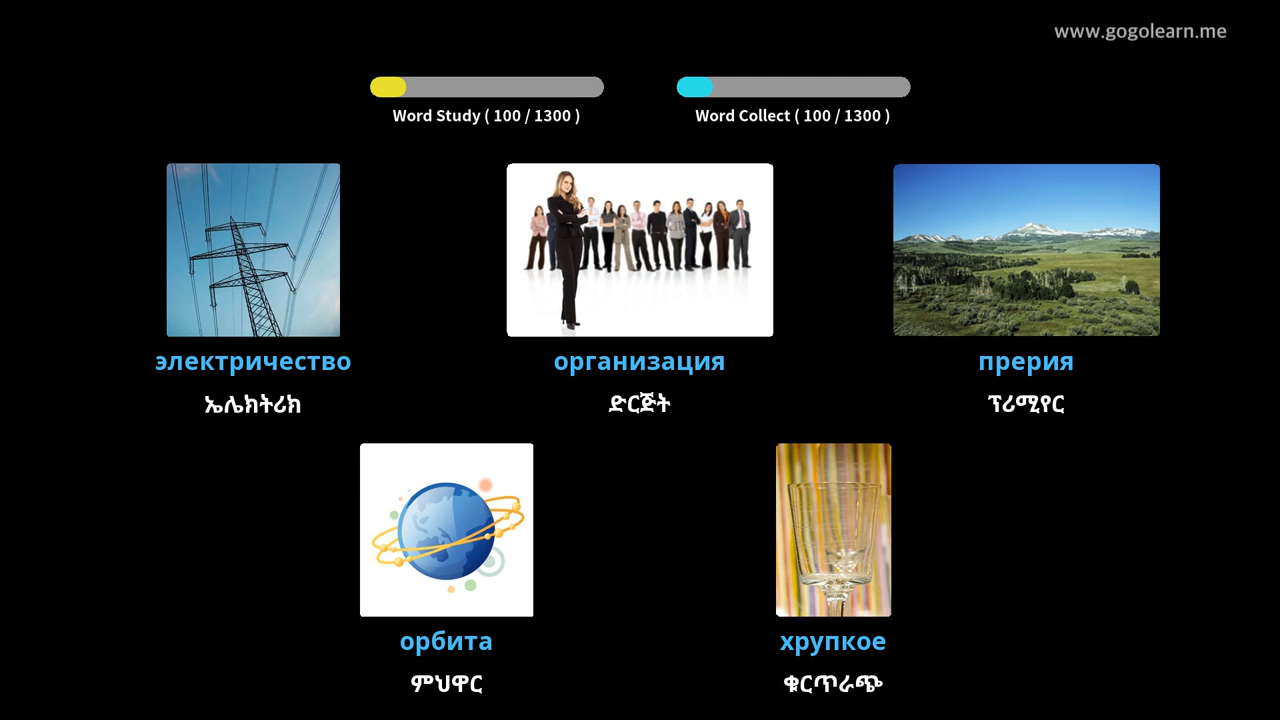 www.gogolearn.me
Word Study ( 100 / 1300 )
Word Collect ( 100 / 1300 )
электричество
организация
прерия
ኤሌክትሪክ
ድርጅት
ፕሪሚየር
орбита
хрупкое
ምህዋር
ቁርጥራጭ